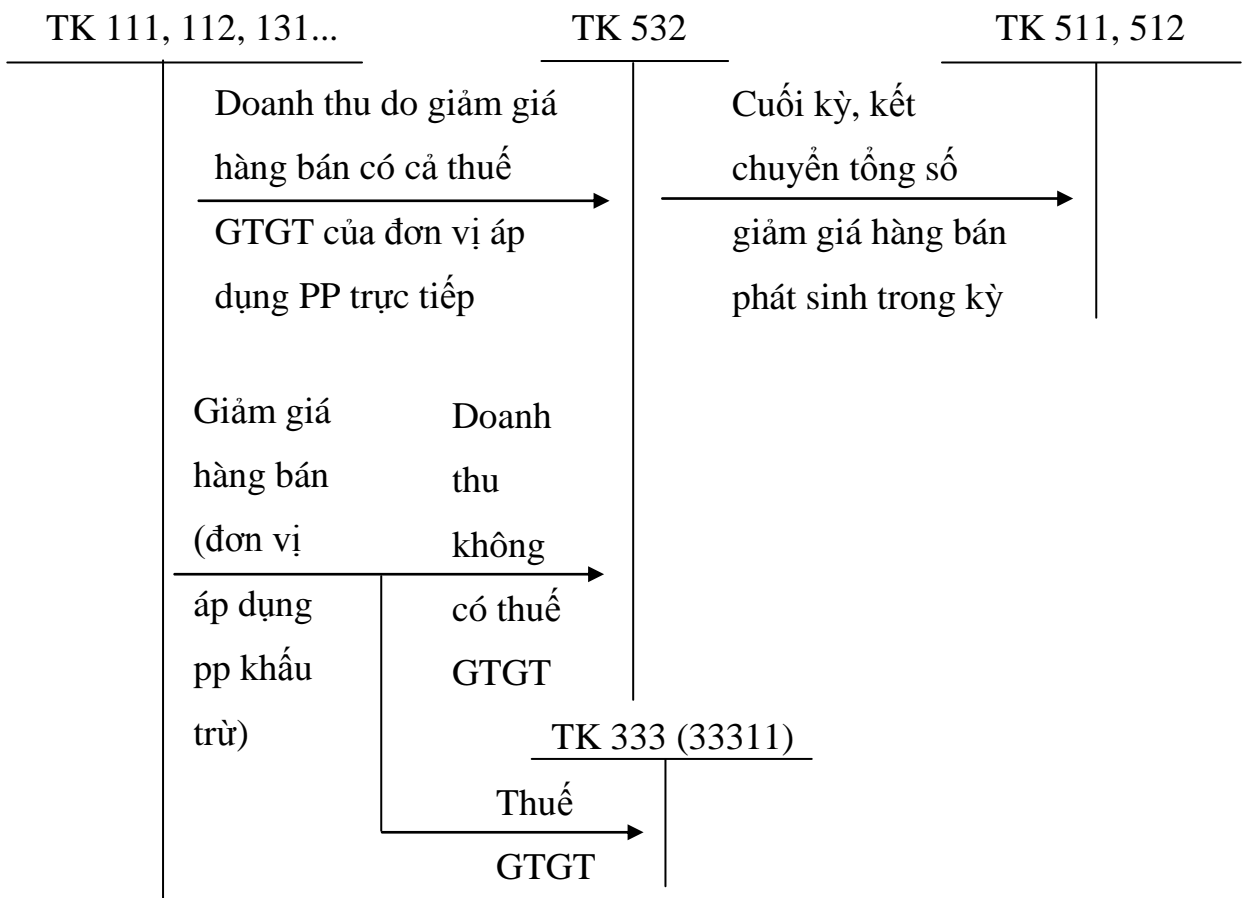 TK 111, 112, 131...
TK 532
TK 511, 512
Doanh thu do giảm giá
hàng bán có cả thuế
GTGT của đơn vị áp
dụng PP trực tiếp
Cuối kỳ, kết
chuyển tổng số
giảm giá hàng bán
phát sinh trong kỳ
Giảm giá
hàng bán
(đơn vị
áp dụng
pp khấu
trừ)
Doanh
thu
không
có thuế
GTGT
TK 333 (33311)
Thuế
GTGT